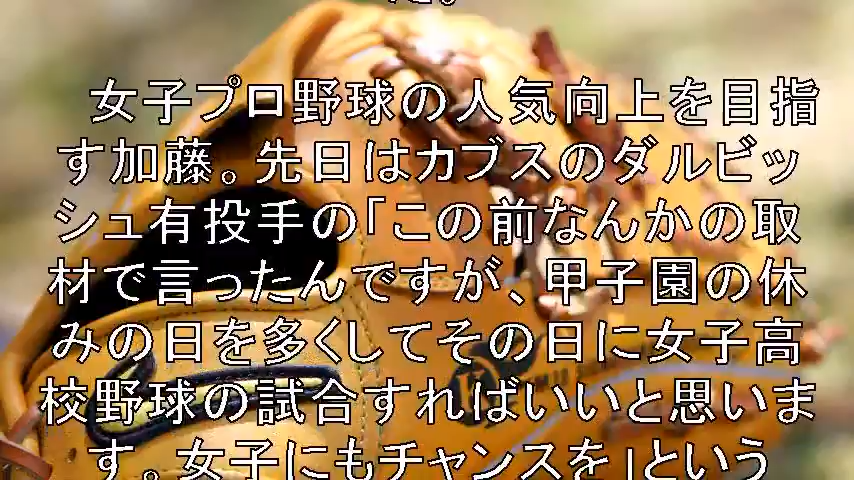 た。
女子プロ野球の人気向上を目指
す加藤。先日はカブスのダルビッ
シュ有投手の「この前なんかの取
材で言ったんですが、甲子園の休
みの日を多くしてその日に女子高
校野球の試合すればいいと思いま
す。女子にもチャンスを」という